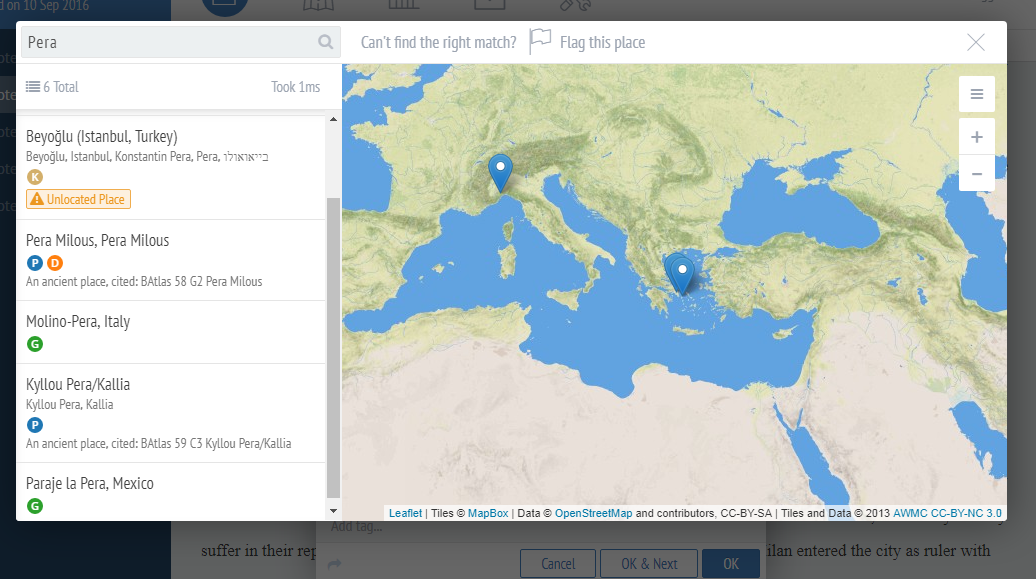 d on 10 Sep 2016
Pera
Can't find the right match?
Flag this place
6 Total
Took 1ms
Beyoğlu (Istanbul, Turkey)
Beyoğlu, Istanbul, Konstantin Pera, Pera, בייאואולו
K
Unlocated Place
Pera Milous, Pera Milous
P D
An ancient place, cited: BAtlas 58 G2 Pera Milous
Molino-Pera, Italy
G
Kyllou Pera/Kallia
Kyllou Pera, Kallia
P
An ancient place, cited: BAtlas 59 C3 Kyllou Pera/Kallia
Paraje la Pera, Mexico
G
Leaflet | Tiles © MapBox | Data © OpenStreetMap and contributors, CC-BY-SA | Tiles and Data © 2013 AWMC CC-BY-NC 3.0
Add tag...
suffer in their rep
ilan entered the city as ruler with
Cancel
OK & Next
OK